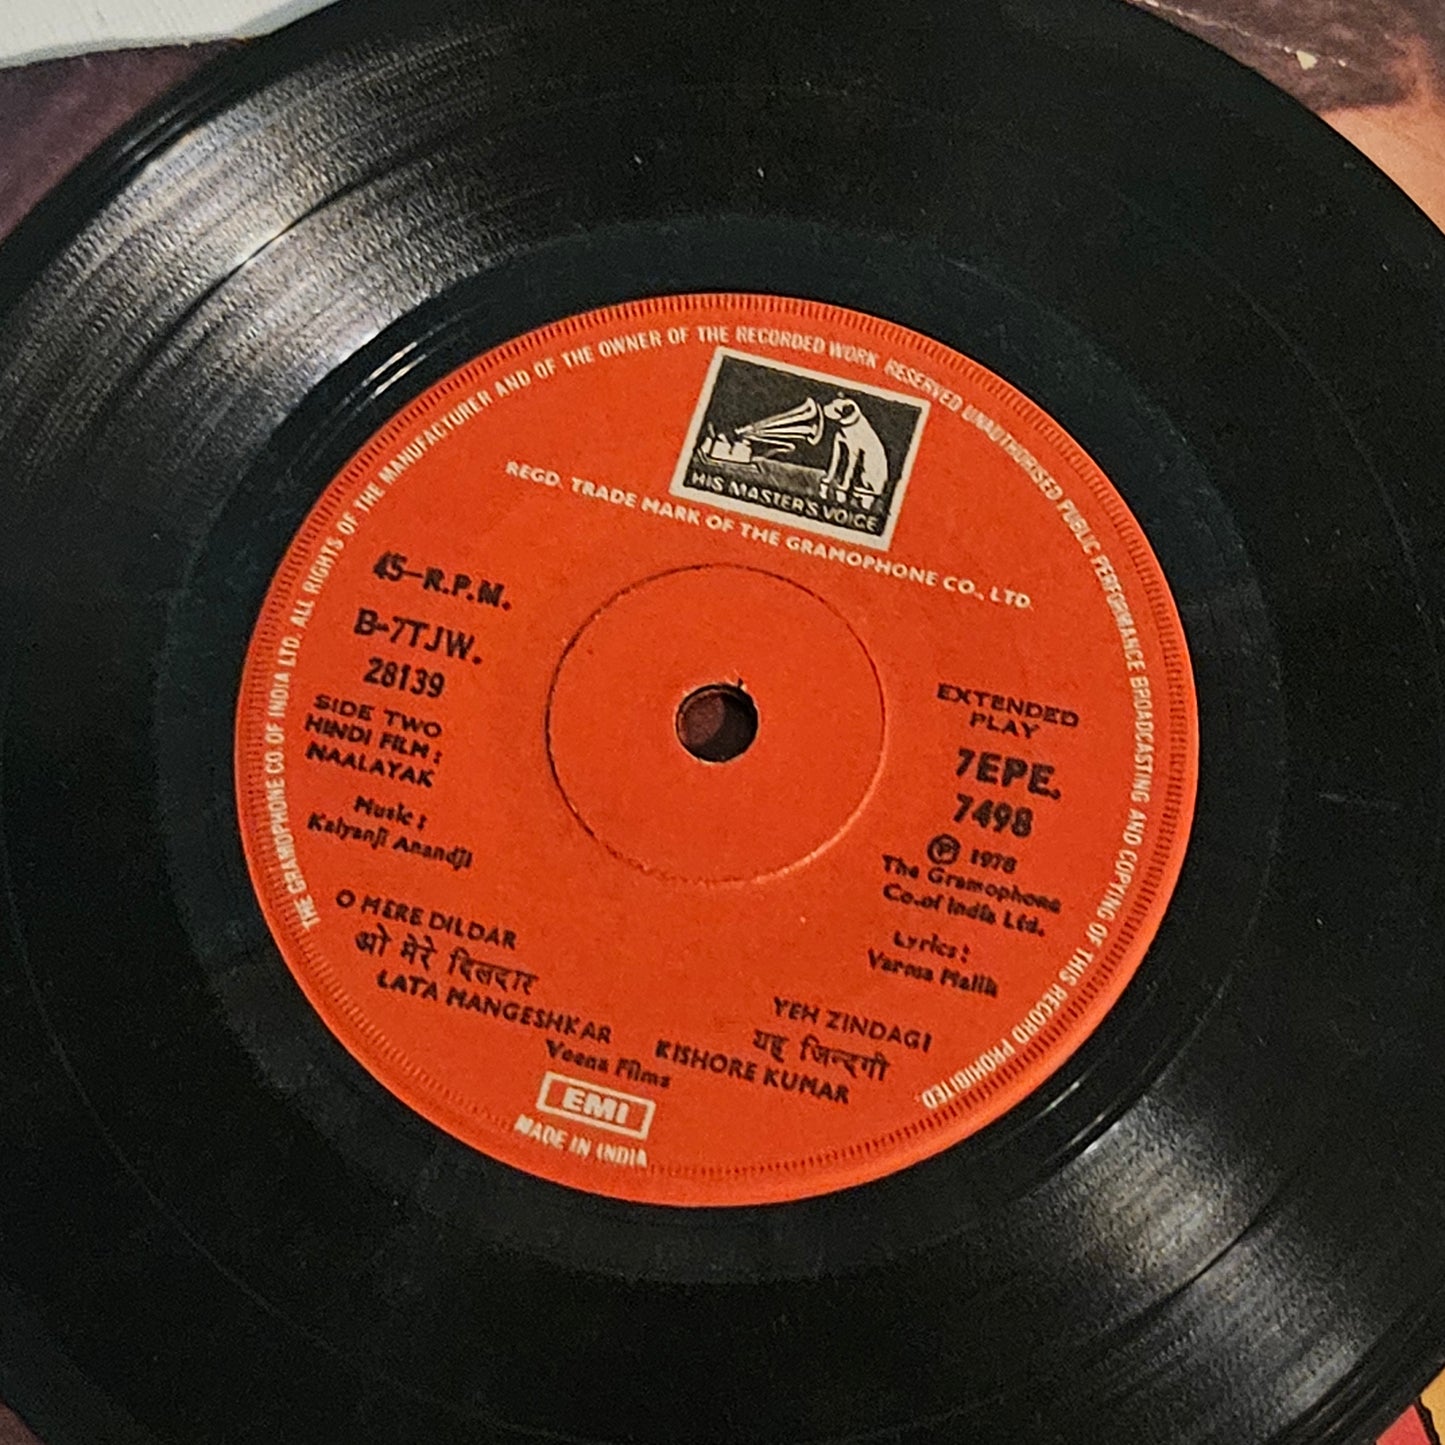 THE GRAMOPHONE CO. OF INDIA LTD. ALL RIGHTS OF THE MANUFACTURER AND OF THE OWNER OF THE RECORDED WORK RESERVED UNAUTHORISED PUBLIC PERFORMANCE BROADCASTING AND COPYING OF THIS RECORD PROHIBITED.
HIS MASTER'S VOICE
REGD. TRADE MARK OF THE GRAMOPHONE CO., LTD.
45-R.P.M.
B-7TJW.
28139
SIDE TWO
HINDI FILM:
NAALAYAK
Music:
Kalyanji Anandji
EXTENDED
PLAY
7EPE.
7498
Ⓟ 1978
The Gramophone
Co.of India Ltd.
Lyrics:
Varma Malik
O MERE DILDAR
ओ मेरे दिलदार
LATA MANGESHKAR
YEH ZINDAGI
यह जिन्दगी
KISHORE KUMAR
Veena Films
EMI
MADE IN INDIA